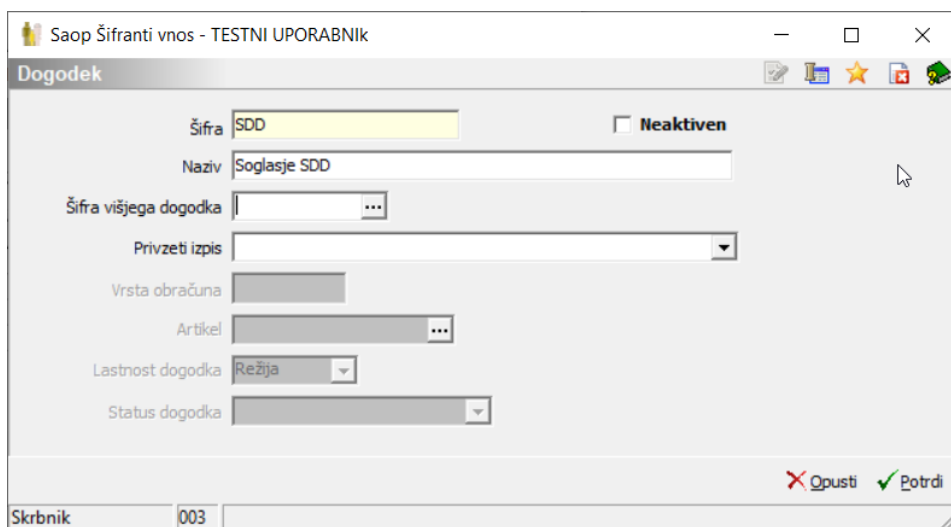 Saop Šifranti vnos - TESTNI UPORABNIk
Dogodek
Šifra SDD Neaktiven
Naziv Soglasje SDD
Šifra višjega dogodka ...
Privzeti izpis
Vrsta obračuna
Artikel ...
Lastnost dogodka Režija
Status dogodka
Opusti Potrdi
Skrbnik 003